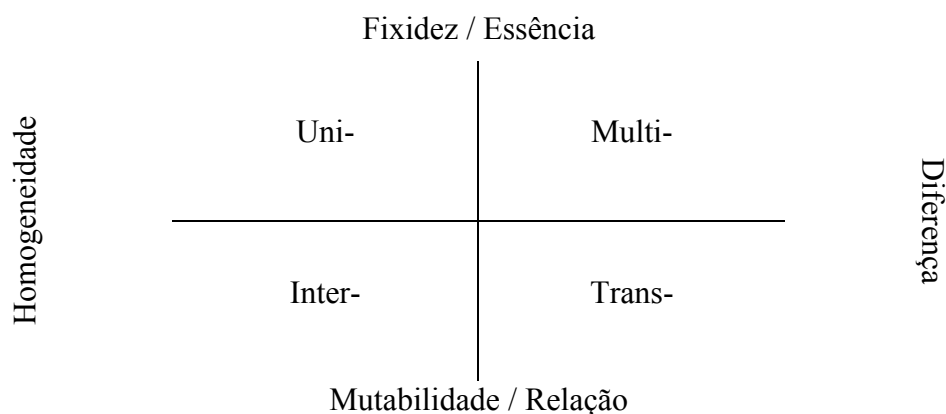 Fixidez / Essência
Uni-
Multi-
Homogeneidade
Diferença
Inter-
Trans-
Mutabilidade / Relação